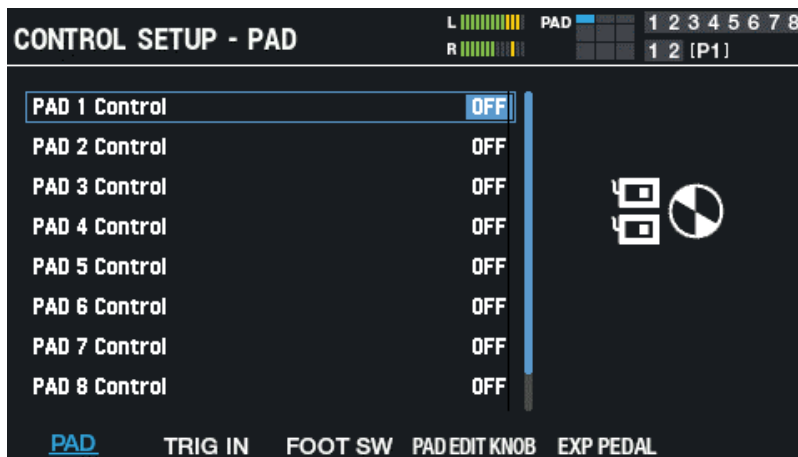 CONTROL SETUP - PAD
L PAD 1 2 3 4 5 6 7 8
R 1 2 [P1]
PAD 1 Control OFF
PAD 2 Control OFF
PAD 3 Control OFF
PAD 4 Control OFF
PAD 5 Control OFF
PAD 6 Control OFF
PAD 7 Control OFF
PAD 8 Control OFF
PAD TRIG IN FOOT SW PAD EDIT KNOB EXP PEDAL